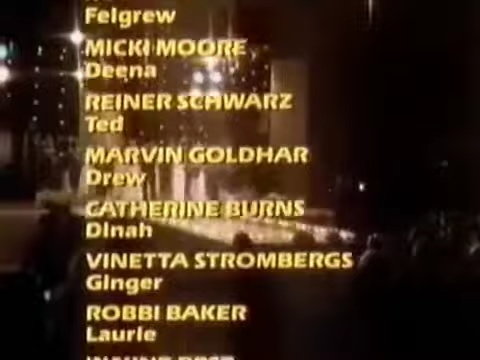 Felgrew
MICKI MOORE
Deena
REINER SCHWARZ
Ted
MARVIN GOLDHAR
Drew
CATHERINE BURNS
Dinah
VINETTA STROMBERGS
Ginger
ROBBI BAKER
Laurie